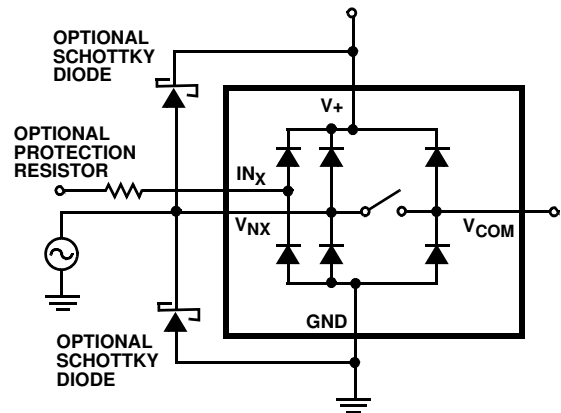 OPTIONAL
SCHOTTKY
DIODE
V+
OPTIONAL
PROTECTION
RESISTOR
INX
VNX
VCOM
GND
OPTIONAL
SCHOTTKY
DIODE